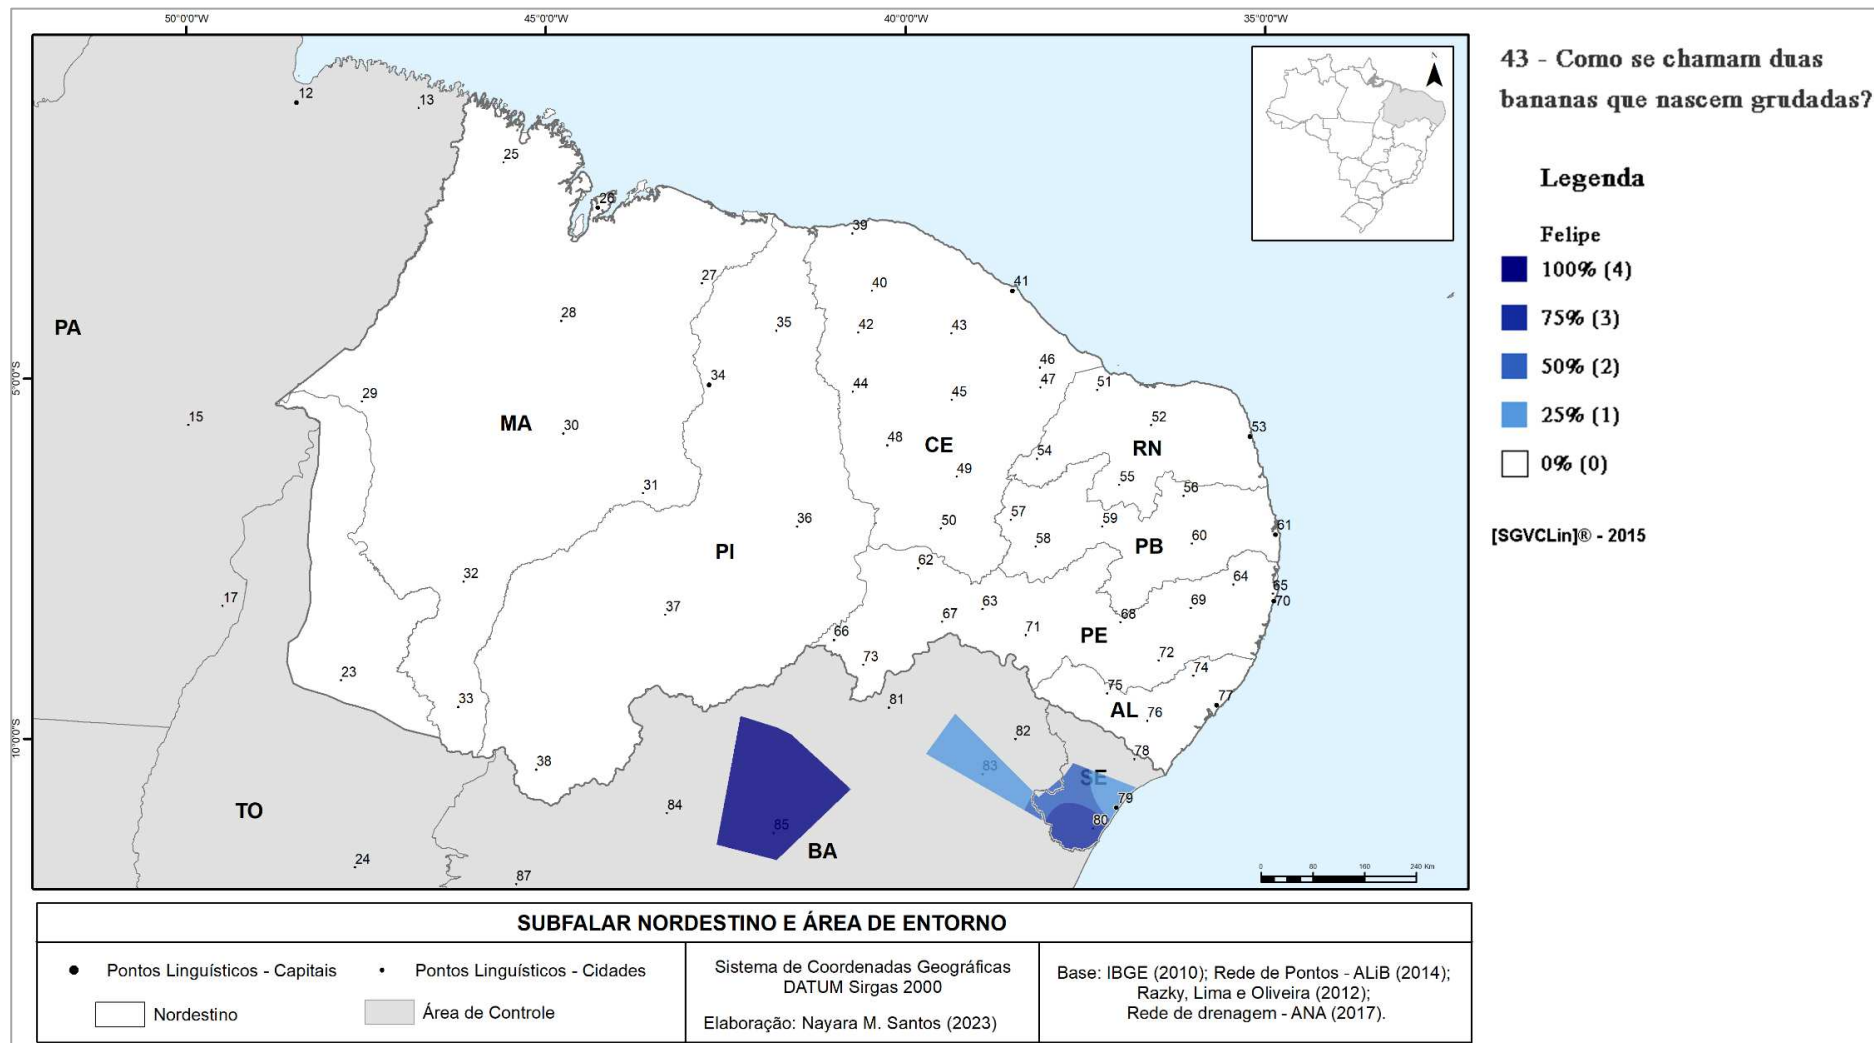 50°0'0"W 45°0'0"W 40°0'0"W 35°0'0"W
43 - Como se chamam duas
bananas que nascem grudadas?
N
Legenda
Felipe
100% (4)
75% (3)
50% (2)
25% (1)
0% (0)
[SGVCLin]® - 2015
12
13
25
26
39
27
40
41
PA
28
35
42
43
46
5°0'0"S
34
44
47
51
29
45
15
52
MA
30
48
CE
53
RN
54
49
55
31
56
36
57
50
59
61
PI
60
58
PB
62
32
64
65
17
63
69
70
37
67
68
66
71
PE
72
73
74
23
75
33
81
77
AL
76
82
10°0'0"S
78
38
83
SE
79
84
TO
85
80
BA
24
87
0 80 160 240 Km
SUBFALAR NORDESTINO E ÁREA DE ENTORNO
Pontos Linguísticos - Capitais
Pontos Linguísticos - Cidades
Nordestino
Área de Controle
Sistema de Coordenadas Geográficas
DATUM Sirgas 2000
Elaboração: Nayara M. Santos (2023)
Base: IBGE (2010); Rede de Pontos - ALiB (2014);
Razky, Lima e Oliveira (2012);
Rede de drenagem - ANA (2017).